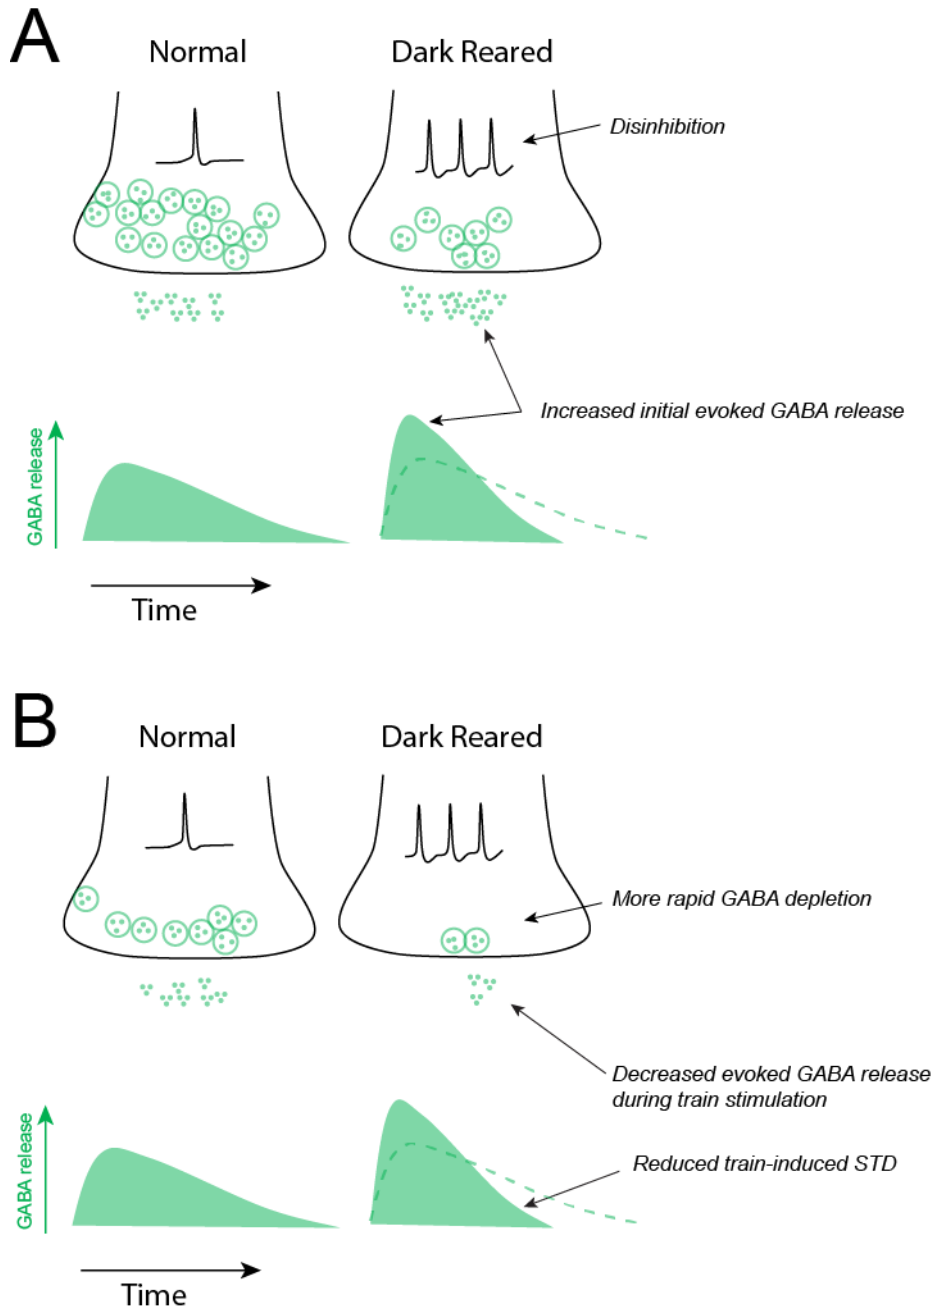 A
Normal
Dark Reared
Disinhibition
Increased initial evoked GABA release
GABA release
Time
B
Normal
Dark Reared
More rapid GABA depletion
Decreased evoked GABA release
during train stimulation
Reduced train-induced STD
GABA release
Time